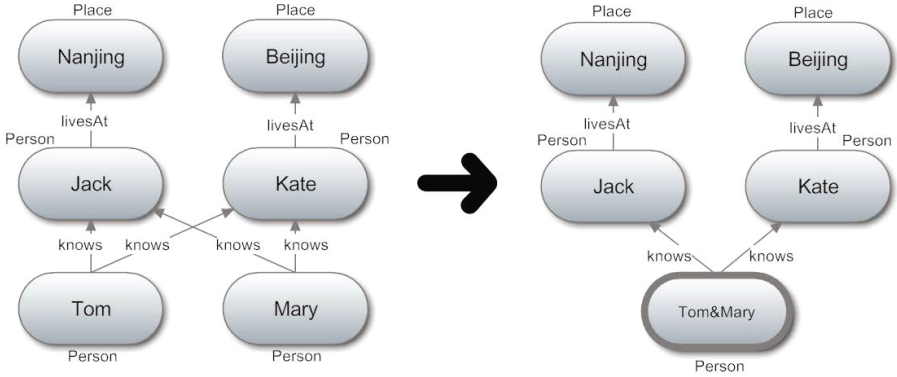 Place
Place
Nanjing
Beijing
livesAt
livesAt
Person
Person
Jack
Kate
knows
knows
knows
knows
Tom
Mary
Person
Person
Place
Place
Nanjing
Beijing
livesAt
livesAt
Person
Person
Jack
Kate
knows
knows
Tom&Mary
Person